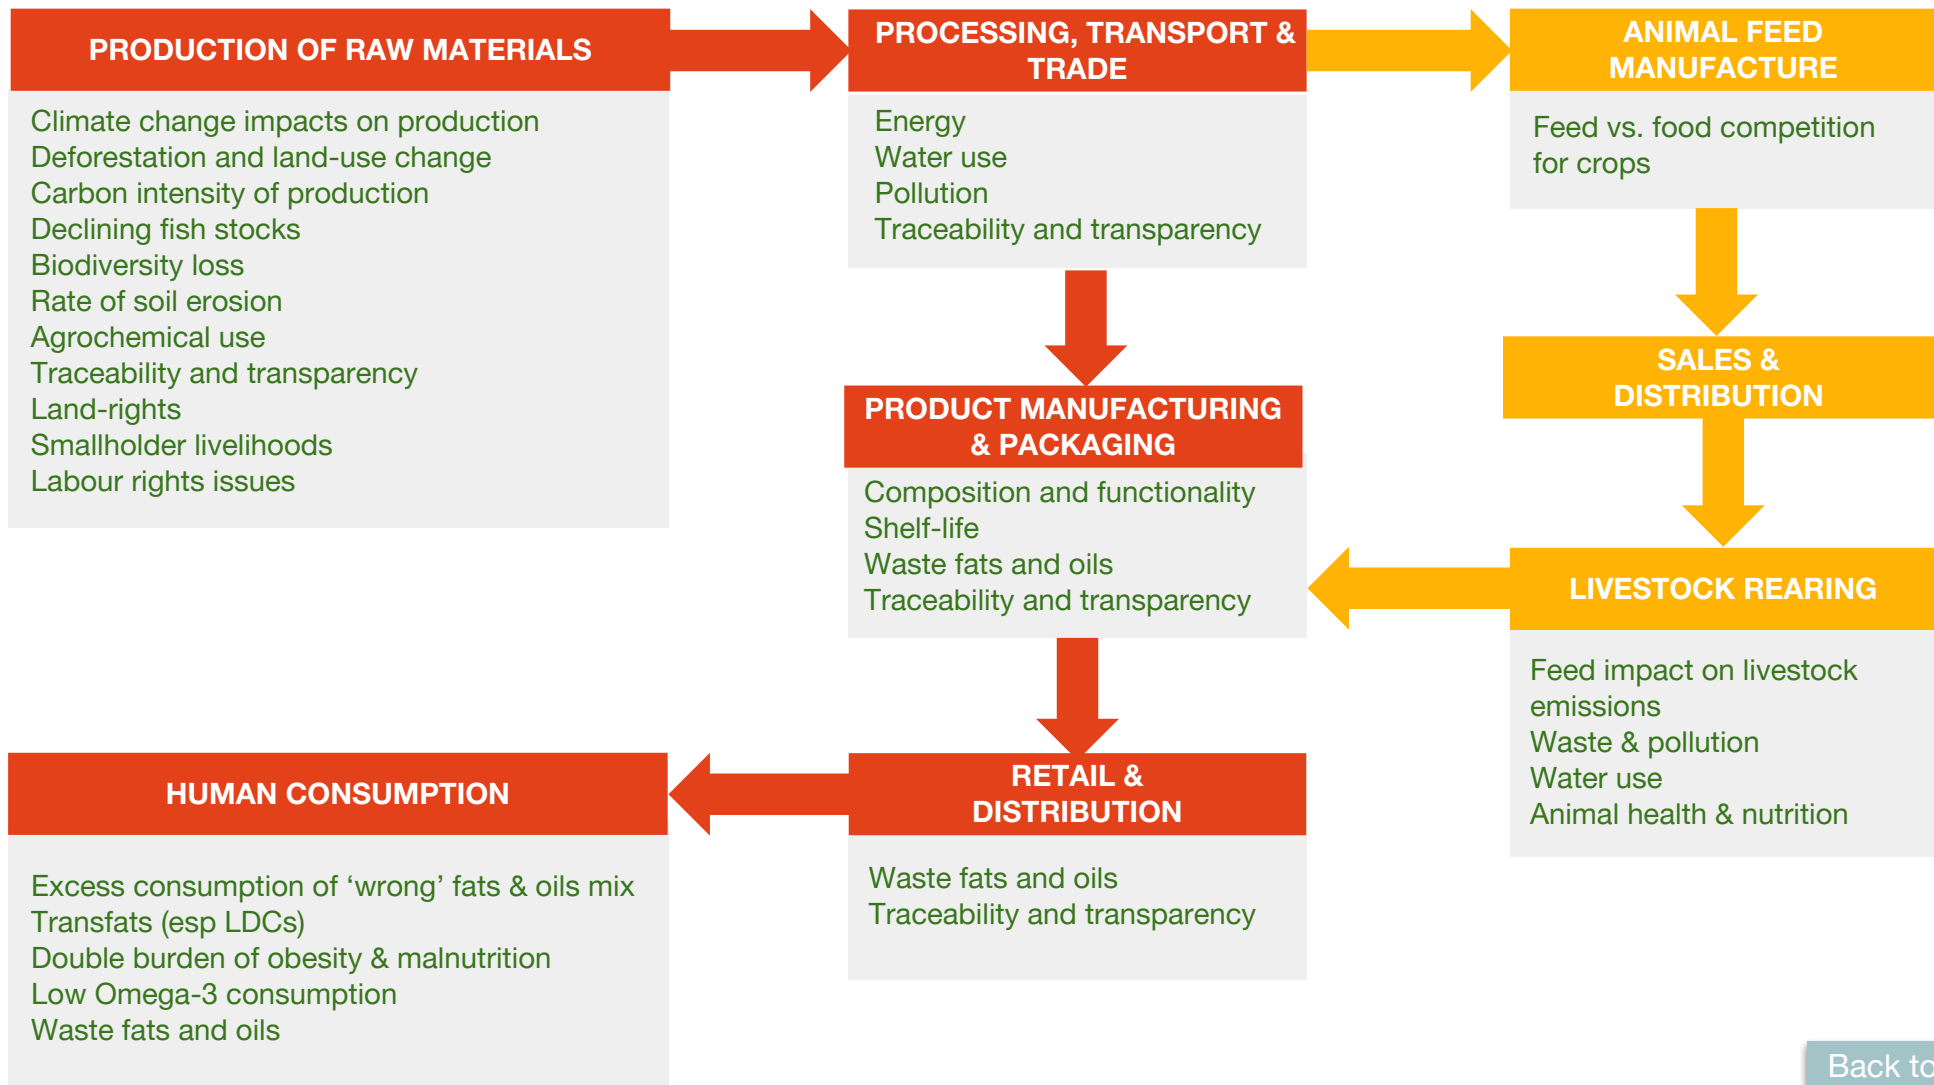 PRODUCTION OF RAW MATERIALS
Climate change impacts on production
Deforestation and land-use change
Carbon intensity of production
Declining fish stocks
Biodiversity loss
Rate of soil erosion
Agrochemical use
Traceability and transparency
Land-rights
Smallholder livelihoods
Labour rights issues
PROCESSING, TRANSPORT &
TRADE
Energy
Water use
Pollution
Traceability and transparency
ANIMAL FEED
MANUFACTURE
Feed vs. food competition
for crops
SALES &
DISTRIBUTION
PRODUCT MANUFACTURING
& PACKAGING
Composition and functionality
Shelf-life
Waste fats and oils
Traceability and transparency
LIVESTOCK REARING
Feed impact on livestock
emissions
Waste & pollution
Water use
Animal health & nutrition
RETAIL &
DISTRIBUTION
Waste fats and oils
Traceability and transparency
HUMAN CONSUMPTION
Excess consumption of ‘wrong’ fats & oils mix
Transfats (esp LDCs)
Double burden of obesity & malnutrition
Low Omega-3 consumption
Waste fats and oils
Back to